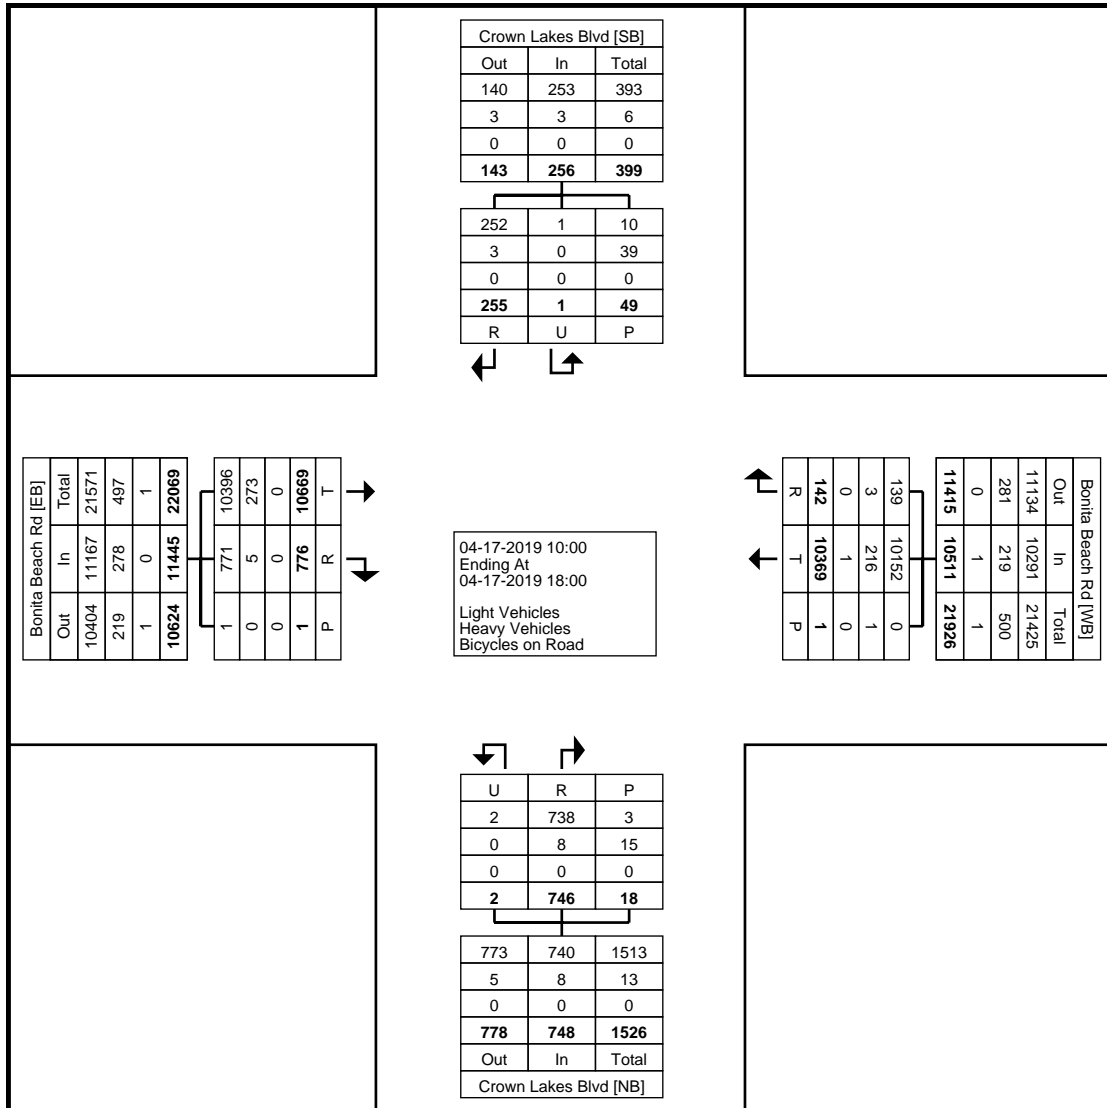 Crown Lakes Blvd [SB]
Out In Total
140 253 393
3 3 6
0 0 0
143 256 399
252 1 10
3 0 39
0 0 0
255 1 49
R U P
Bonita Beach Rd [EB]
Total In Out
21571 11167 10404
497 278 219
1 0 1
22069 11445 10624
10396 771 1
273 5 0
0 0 0
10669 776 1
T R P
04-17-2019 10:00
Ending At
04-17-2019 18:00
Light Vehicles
Heavy Vehicles
Bicycles on Road
Bonita Beach Rd [WB]
Out In Total
11134 10291 21425
281 219 500
0 1 1
11415 10511 21926
139 10152 0
3 216 1
0 1 0
142 10369 1
R T P
U R P
2 738 3
0 8 15
0 0 0
2 746 18
773 740 1513
5 8 13
0 0 0
778 748 1526
Out In Total
Crown Lakes Blvd [NB]